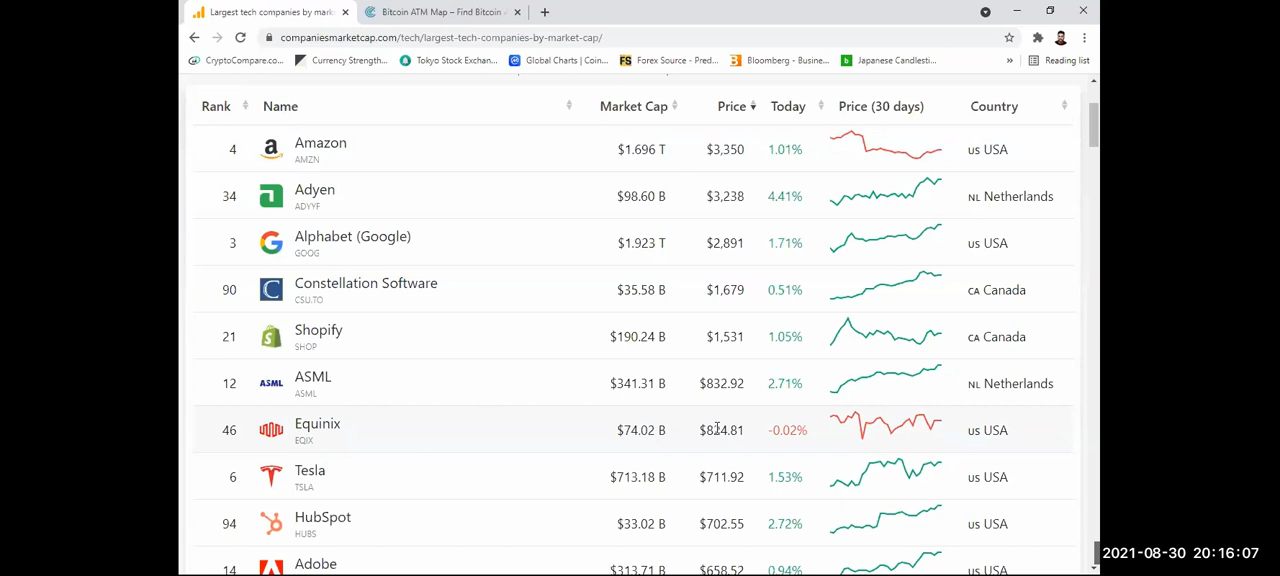 Largest tech companies by mark
Bitcoin ATM Map – Find Bitcoin
companiesmarketcap.com/tech/largest-tech-companies-by-market-cap/
CryptoCompare.co... Currency Strength... Tokyo Stock Exchan... Global Charts | Coin... FS Forex Source - Pred... Bloomberg - Busine... b Japanese Candlesti... » Reading list
Rank Name Market Cap Price Today Price (30 days) Country
4 Amazon $1.696 T $3,350 1.01% us USA
AMZN
34 Adyen $98.60 B $3,238 4.41% NL Netherlands
ADYYF
3 Alphabet (Google) $1.923 T $2,891 1.71% us USA
GOOG
90 Constellation Software $35.58 B $1,679 0.51% CA Canada
CSU.TO
21 Shopify $190.24 B $1,531 1.05% CA Canada
SHOP
12 ASML ASML $341.31 B $832.92 2.71% NL Netherlands
ASML
46 Equinix $74.02 B $824.81 -0.02% us USA
EQIX
6 Tesla $713.18 B $711.92 1.53% us USA
TSLA
94 HubSpot $33.02 B $702.55 2.72% us USA
HUBS
14 Adobe $313.71 B $658.52 0.94% us USA
2021-08-30 20:16:07